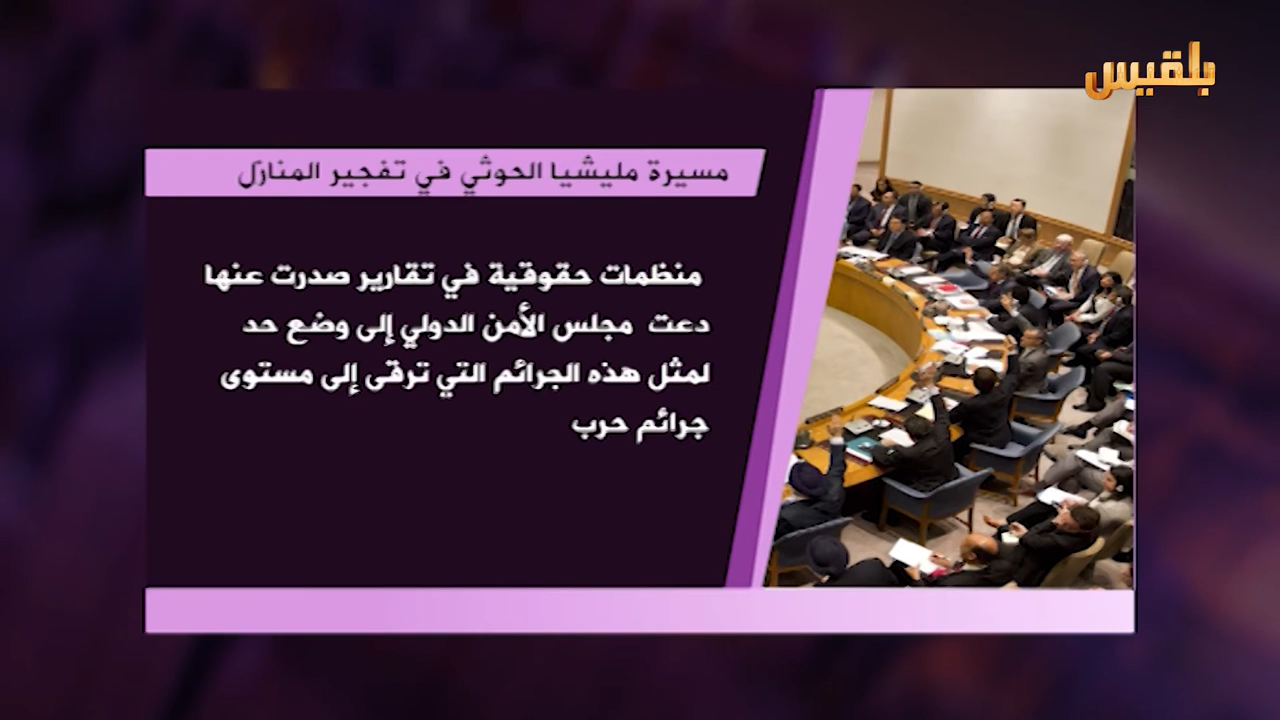 بلقيس
مسيرة مليشيا الحوثي في تفجير المنازل
منظمات حقوقية في تقارير صدرت عنها
دعت مجلس الأمن الدولي إلى وضع حد
لمثل هذه الجرائم التي ترقى إلى مستوى
جرائم حرب